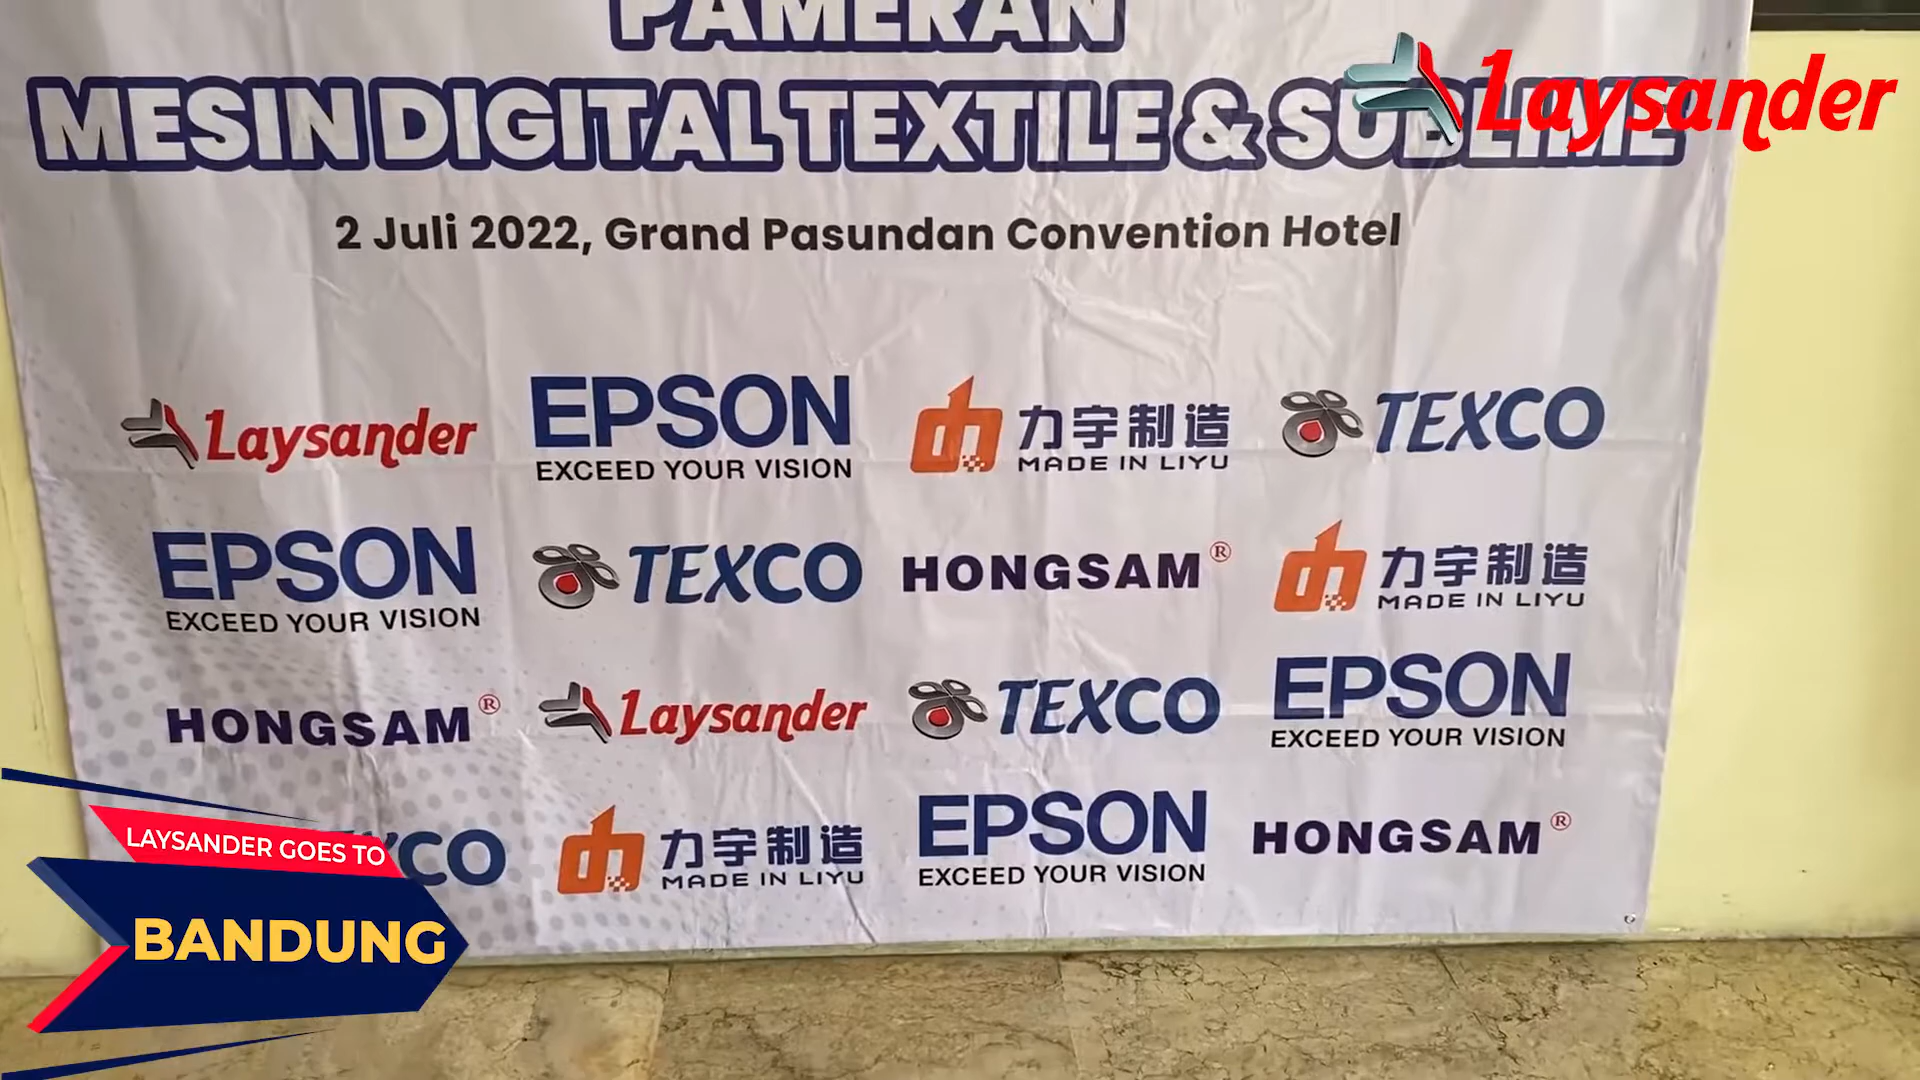 PAMERAN
MESIN DIGITAL TEXTILE & SUBLIME
Laysander
2 Juli 2022, Grand Pasundan Convention Hotel
Laysander
EPSON
EXCEED YOUR VISION
力宇制造
MADE IN LIYU
TEXCO
EPSON
EXCEED YOUR VISION
TEXCO
HONGSAM®
力宇制造
MADE IN LIYU
HONGSAM®
Laysander
TEXCO
EPSON
EXCEED YOUR VISION
XCO
力宇制造
MADE IN LIYU
EPSON
EXCEED YOUR VISION
HONGSAM®
LAYSANDER GOES TO
BANDUNG